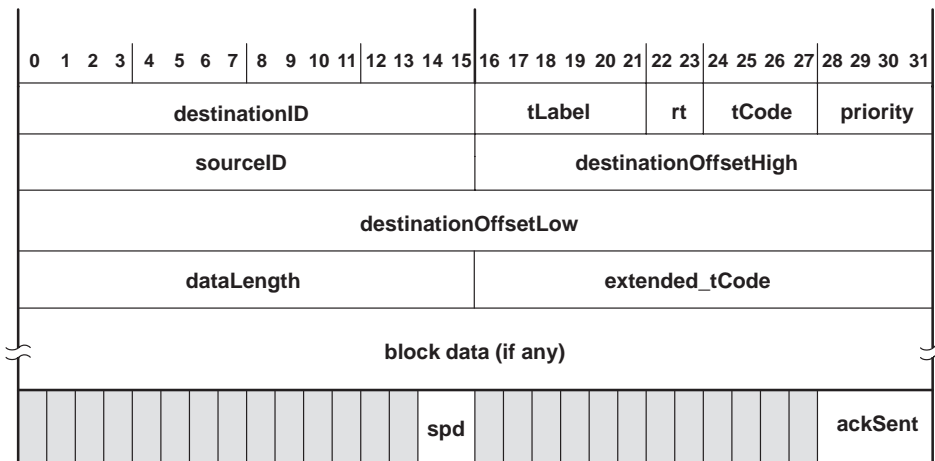 0 1 2 3 4 5 6 7 8 9 10 11 12 13 14 15 16 17 18 19 20 21 22 23 24 25 26 27 28 29 30 31
destinationID tLabel rt tCode priority
sourceID destinationOffsetHigh
destinationOffsetLow
dataLength extended_tCode
block data (if any)
spd ackSent